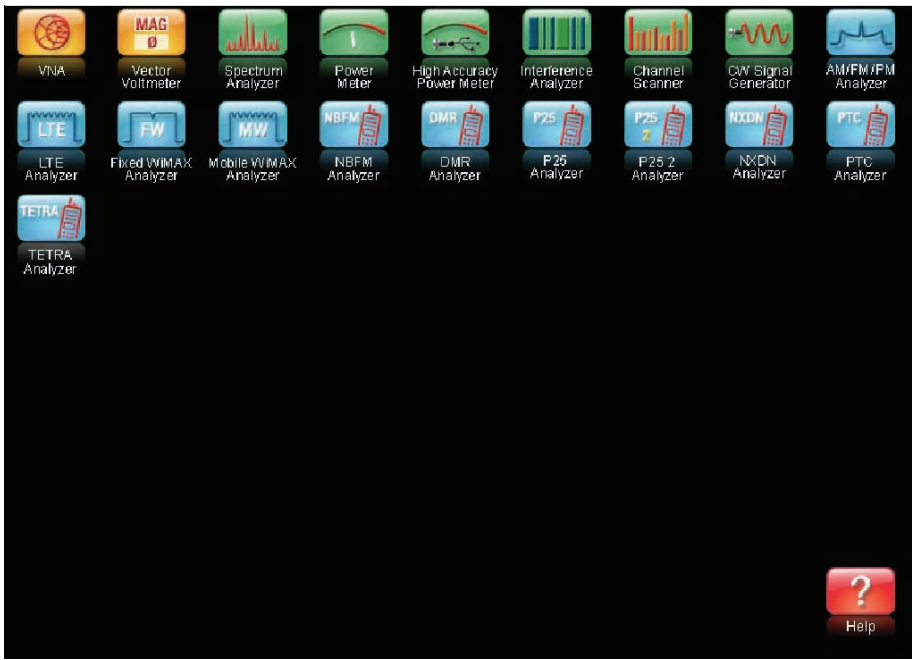 MAG
Ø
VNA
Vector
Voltmeter
Spectrum
Analyzer
Power
Meter
High Accuracy
Power Meter
Interference
Analyzer
Channel
Scanner
CW Signal
Generator
AM/FM/PM
Analyzer
LTE
LTE
Analyzer
FW
Fixed WiMAX
Analyzer
MW
Mobile WiMAX
Analyzer
NBFM
NBFM
Analyzer
DMR
DMR
Analyzer
P25
P25
Analyzer
P25
2
P25 2
Analyzer
NXDN
NXDN
Analyzer
PTC
PTC
Analyzer
TETRA
TETRA
Analyzer
?
Help